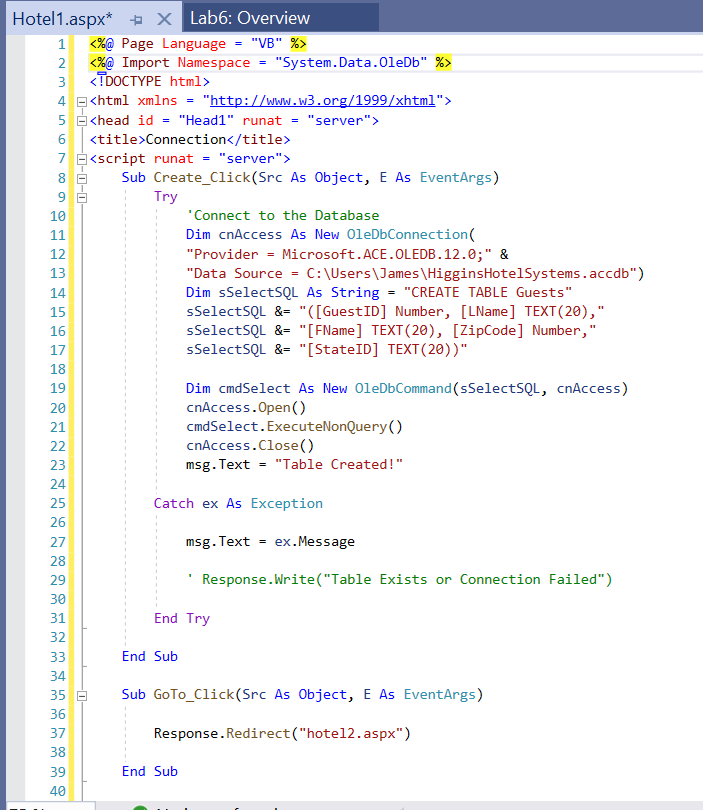 Hotel1.aspx*
Lab6: Overview
1 <%@ Page Language = "VB" %>
2 <%@ Import Namespace = "System.Data.OleDb" %>
3 <!DOCTYPE html>
4 <html xmlns = "http://www.w3.org/1999/xhtml">
5 <head id = "Head1" runat = "server">
6 <title>Connection</title>
7 <script runat = "server">
8 Sub Create_Click(Src As Object, E As EventArgs)
9 Try
10 'Connect to the Database
11 Dim cnAccess As New OleDbConnection(
12 "Provider = Microsoft.ACE.OLEDB.12.0;" &
13 "Data Source = C:\Users\James\HigginsHotelSystems.accdb")
14 Dim sSelectSQL As String = "CREATE TABLE Guests"
15 sSelectSQL &= "([GuestID] Number, [LName] TEXT(20),"
16 sSelectSQL &= "[FName] TEXT(20), [ZipCode] Number,"
17 sSelectSQL &= "[StateID] TEXT(20))"
18
19 Dim cmdSelect As New OleDbCommand(sSelectSQL, cnAccess)
20 cnAccess.Open()
21 cmdSelect.ExecuteNonQuery()
22 cnAccess.Close()
23 msg.Text = "Table Created!"
24
25 Catch ex As Exception
26
27 msg.Text = ex.Message
28
29 ' Response.Write("Table Exists or Connection Failed")
30
31 End Try
32
33 End Sub
34
35 Sub GoTo_Click(Src As Object, E As EventArgs)
36
37 Response.Redirect("hotel2.aspx")
38
39 End Sub
40